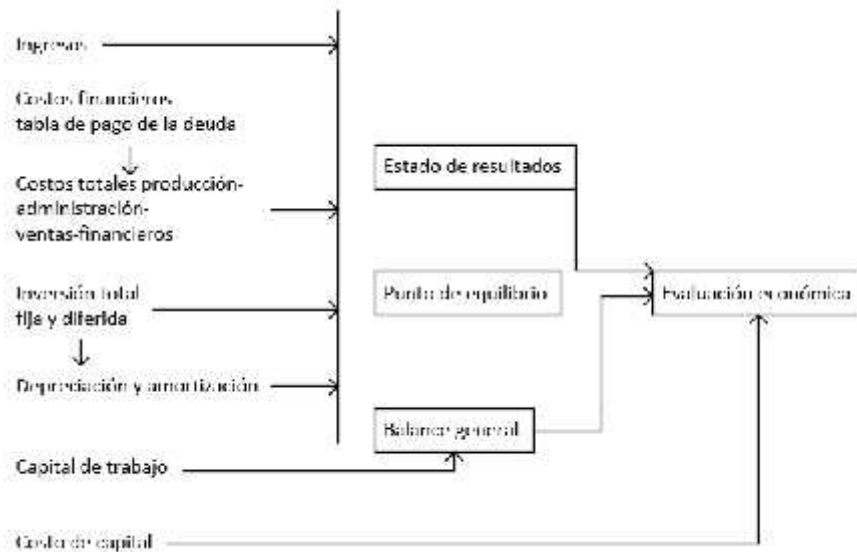 Ingresos
Costos financieros
tabla de pago de la deuda
Costos totales producción-
administración-
ventas-financieros
Inversión total
fija y diferida
Depreciación y amortización
Capital de trabajo
Costo de capital
Estado de resultados
Punto de equilibrio
Balance general
Evaluación económica